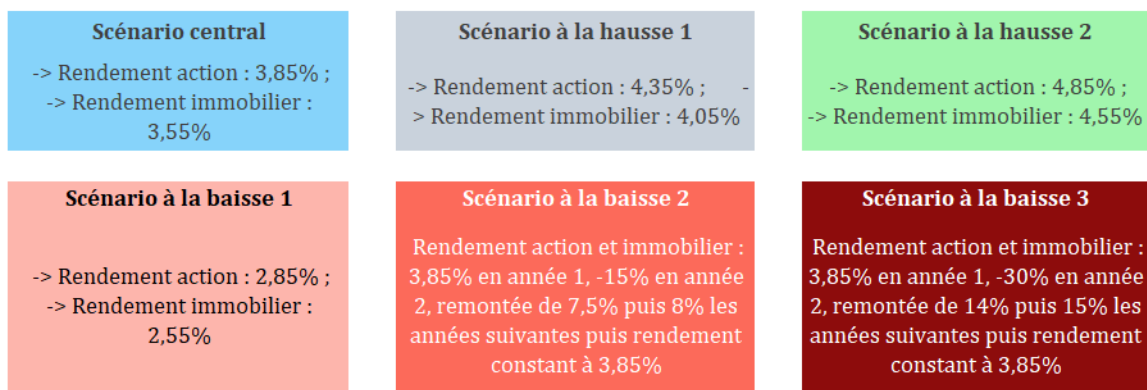 Scénario central
-> Rendement action : 3,85% ;
-> Rendement immobilier :
3,55%
Scénario à la hausse 1
-> Rendement action : 4,35% ; -
> Rendement immobilier : 4,05%
Scénario à la hausse 2
-> Rendement action : 4,85% ;
-> Rendement immobilier : 4,55%
Scénario à la baisse 1
-> Rendement action : 2,85% ;
-> Rendement immobilier :
2,55%
Scénario à la baisse 2
Rendement action et immobilier :
3,85% en année 1, -15% en année
2, remontée de 7,5% puis 8% les
années suivantes puis rendement
constant à 3,85%
Scénario à la baisse 3
Rendement action et immobilier :
3,85% en année 1, -30% en année
2, remontée de 14% puis 15% les
années suivantes puis rendement
constant à 3,85%